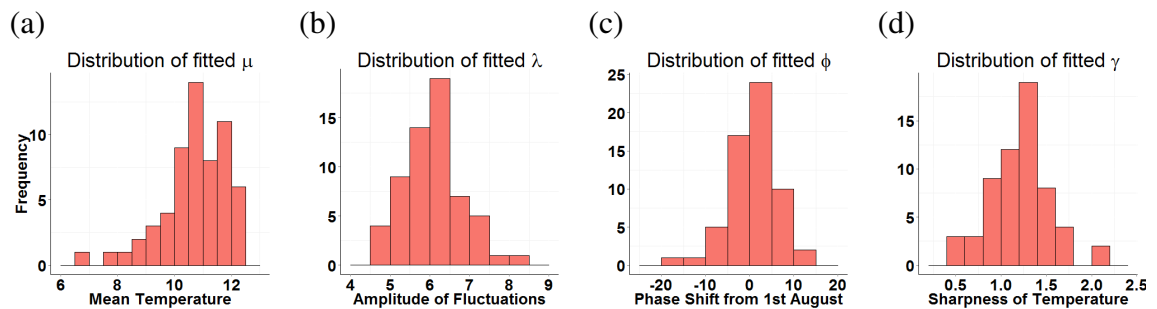 (a)
(b)
(c)
(d)
Distribution of fitted μ
Distribution of fitted λ
Distribution of fitted ϕ
Distribution of fitted γ
Frequency
10
5
0
6 8 10 12
Mean Temperature
15
10
5
0
4 5 6 7 8 9
Amplitude of Fluctuations
25
20
15
10
5
0
-20 -10 0 10 20
Phase Shift from 1st August
15
10
5
0
0.5 1.0 1.5 2.0 2.5
Sharpness of Temperature